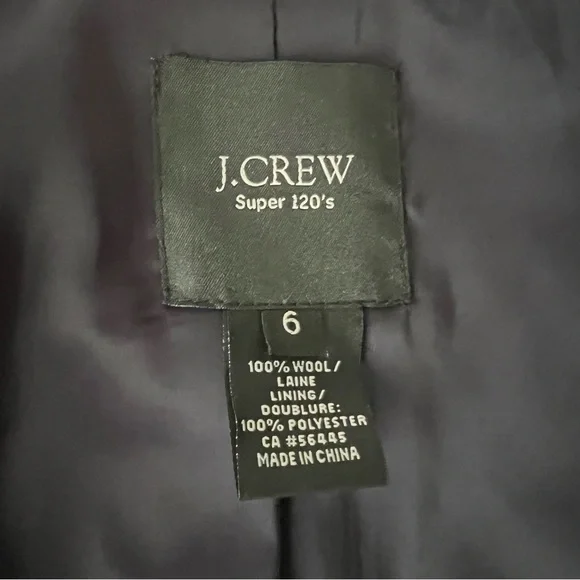 J.CREW
Super 120's
6
100% WOOL/
LAINE
LINING/
DOUBLURE:
100% POLYESTER
CA #56445
MADE IN CHINA